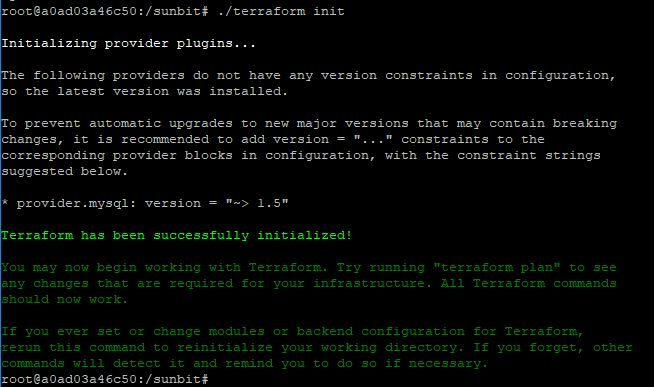 root@a0ad03a46c50:/sunbit# ./terraform init
Initializing provider plugins...
The following providers do not have any version constraints in configuration,
so the latest version was installed.
To prevent automatic upgrades to new major versions that may contain breaking
changes, it is recommended to add version = "..." constraints to the
corresponding provider blocks in configuration, with the constraint strings
suggested below.
* provider.mysql: version = "~> 1.5"
Terraform has been successfully initialized!
You may now begin working with Terraform. Try running "terraform plan" to see
any changes that are required for your infrastructure. All Terraform commands
should now work.
If you ever set or change modules or backend configuration for Terraform,
rerun this command to reinitialize your working directory. If you forget, other
commands will detect it and remind you to do so if necessary.
root@a0ad03a46c50:/sunbit#